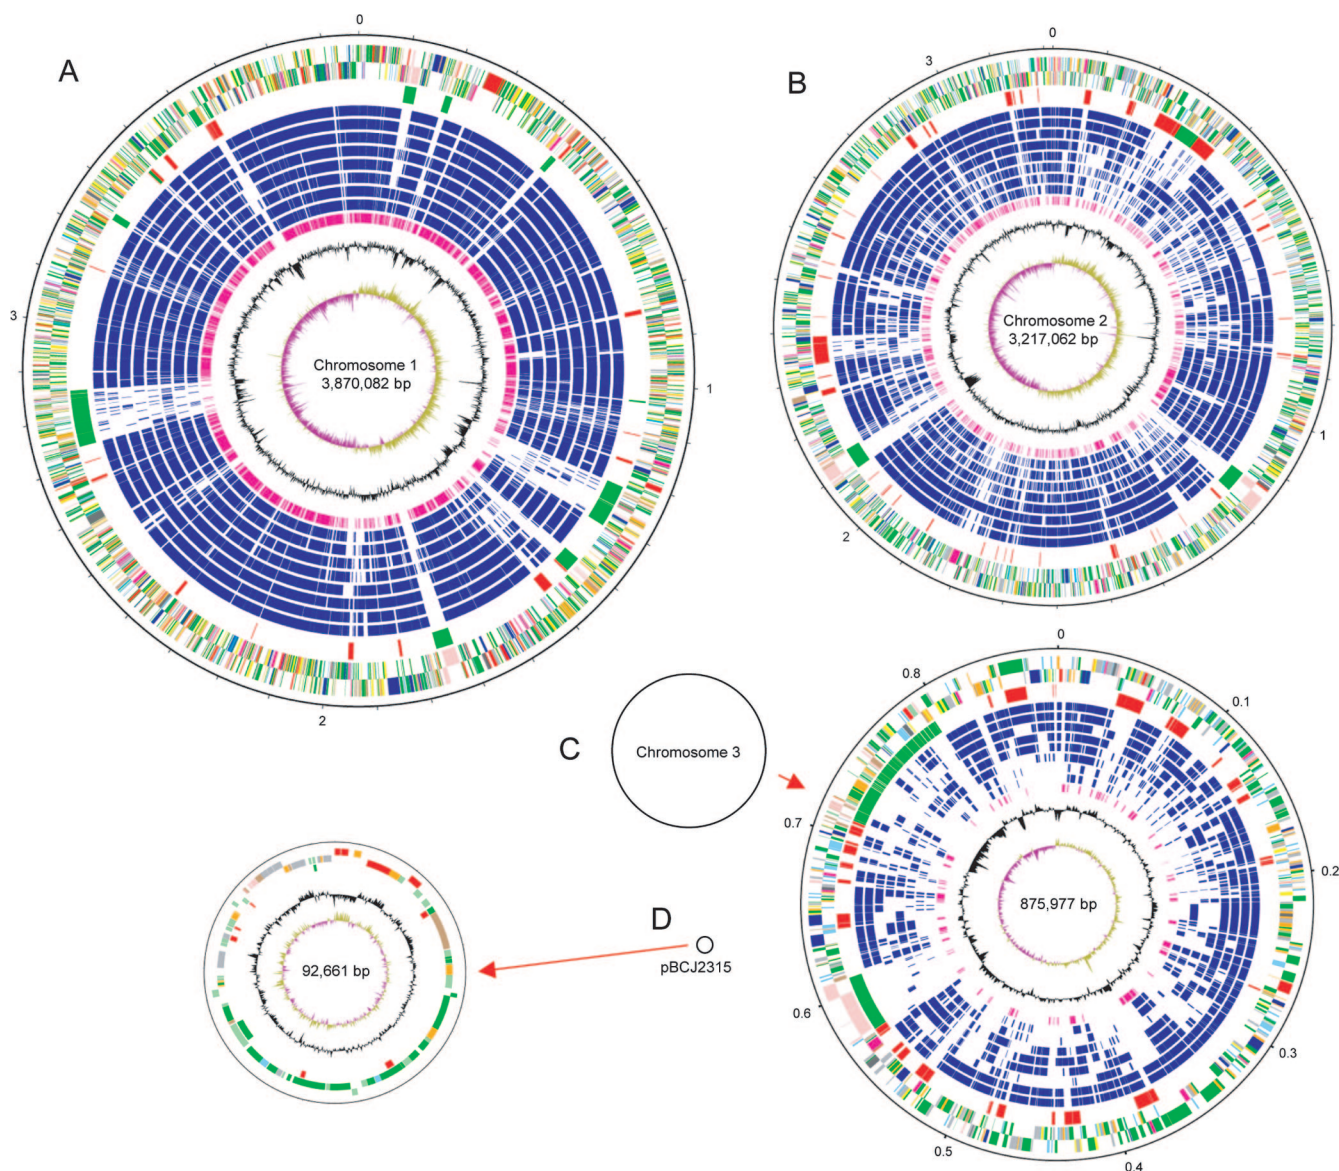 A
0
1
2
3
Chromosome 1
3,870,082 bp
B
0
1
2
3
Chromosome 2
3,217,062 bp
C
Chromosome 3
0
0.1
0.2
0.3
0.4
0.5
0.6
0.7
0.8
875,977 bp
D
pBCJ2315
92,661 bp